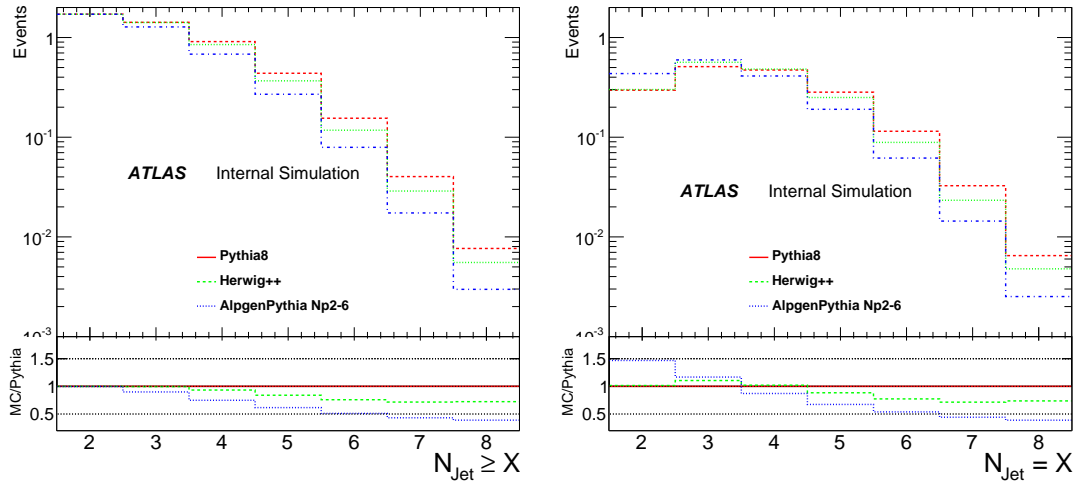 Events
1
10^-1
10^-2
10^-3
ATLAS Internal Simulation
Pythia8
Herwig++
AlpgenPythia Np2-6
MC/Pythia
1.5
1
0.5
2 3 4 5 6 7 8
N_Jet ≥ X
Events
1
10^-1
10^-2
10^-3
ATLAS Internal Simulation
Pythia8
Herwig++
AlpgenPythia Np2-6
MC/Pythia
1.5
1
0.5
2 3 4 5 6 7 8
N_Jet = X